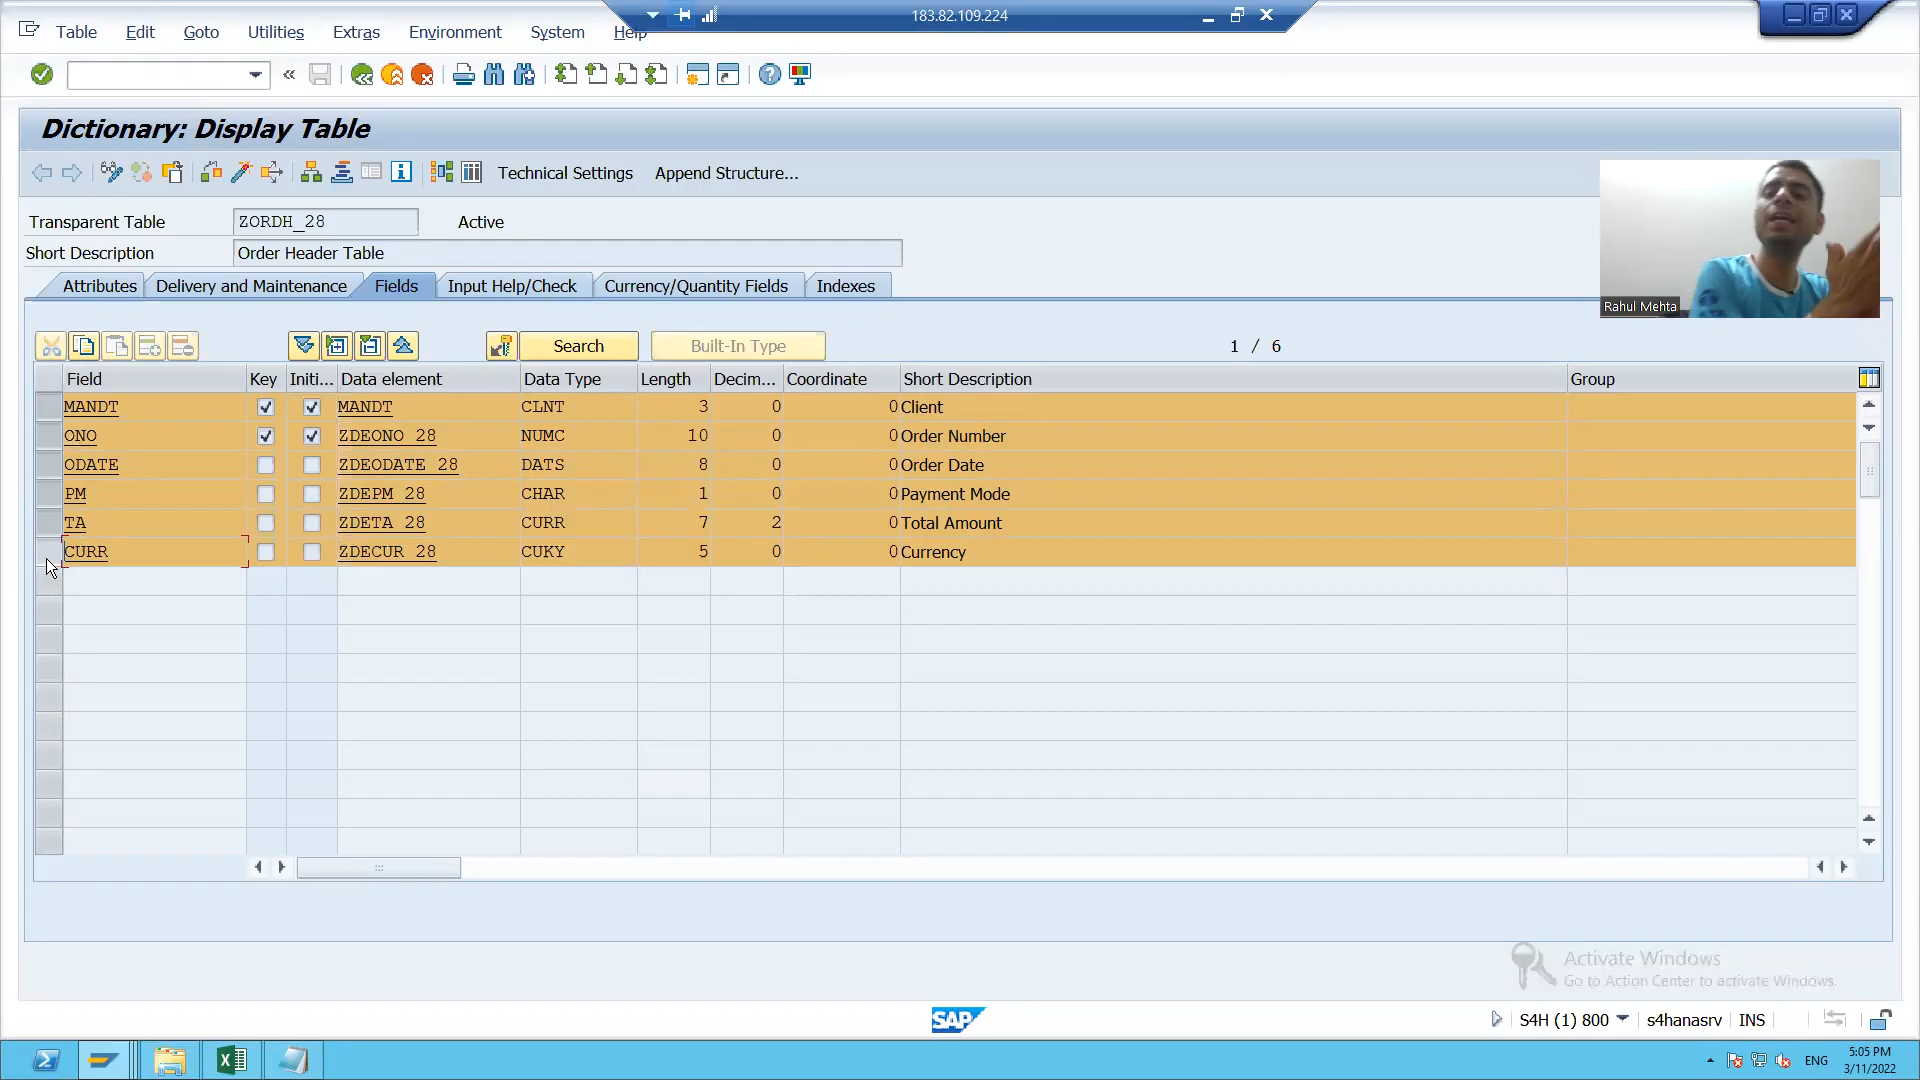 183.82.109.224
Table Edit Goto Utilities Extras Environment System Help
Dictionary: Display Table
Technical Settings Append Structure...
Transparent Table ZORDH_28 Active
Short Description Order Header Table
Attributes Delivery and Maintenance Fields Input Help/Check Currency/Quantity Fields Indexes
Rahul Mehta
Search Built-In Type 1 / 6
Field Key Initi... Data element Data Type Length Decim... Coordinate Short Description Group
MANDT MANDT CLNT 3 0 0 Client
ONO ZDEONO_28 NUMC 10 0 0 Order Number
ODATE ZDEODATE_28 DATS 8 0 0 Order Date
PM ZDEPM_28 CHAR 1 0 0 Payment Mode
TA ZDETA_28 CURR 7 2 0 Total Amount
CURR ZDECUR_28 CUKY 5 0 0 Currency
Activate Windows
Go to Action Center to activate Windows.
SAP
S4H (1) 800 s4hanasrv INS
ENG
5:05 PM
3/11/2022